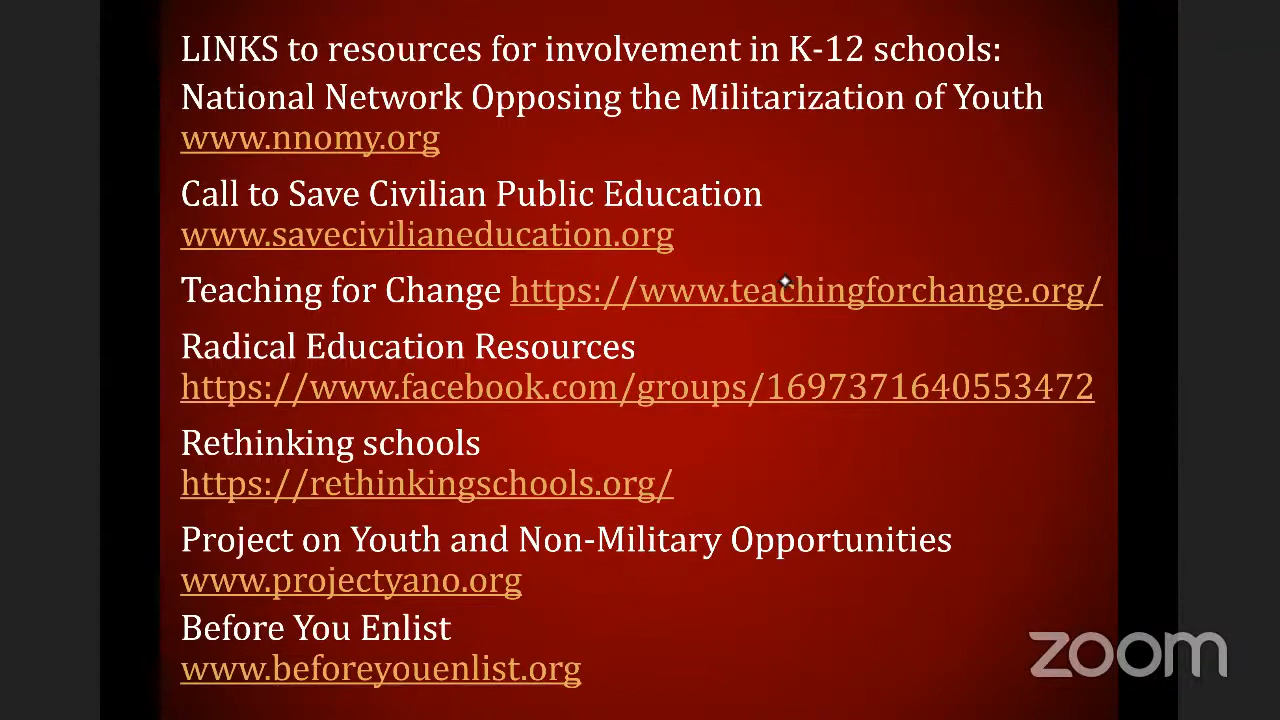 LINKS to resources for involvement in K-12 schools:
National Network Opposing the Militarization of Youth
www.nnomy.org
Call to Save Civilian Public Education
www.savecivilianeducation.org
Teaching for Change https://www.teachingforchange.org/
Radical Education Resources
https://www.facebook.com/groups/1697371640553472
Rethinking schools
https://rethinkingschools.org/
Project on Youth and Non-Military Opportunities
www.projectyano.org
Before You Enlist
www.beforeyouenlist.org
zoom